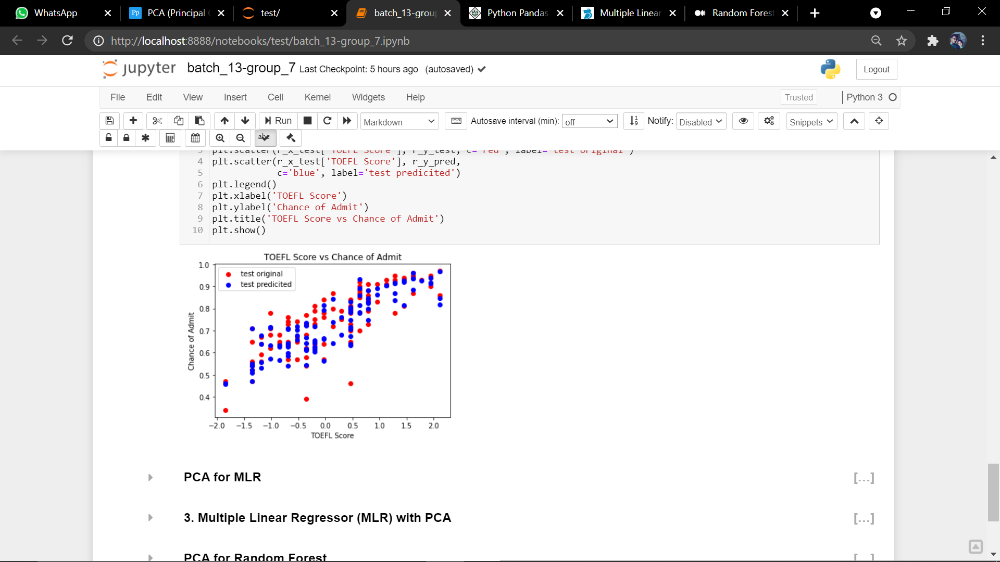 WhatsApp
PCA (Principal
test/
batch_13-grou
Python Pandas
Multiple Linear
Random Forest
http://localhost:8888/notebooks/test/batch_13-group_7.ipynb
jupyter batch_13-group_7 Last Checkpoint: 5 hours ago (autosaved)
Logout
File Edit View Insert Cell Kernel Widgets Help
Trusted
Python 3
Run
Markdown
Autosave interval (min): off
Notify: Disabled
Snippets
abc
3 plt.scatter(r_x_test['TOEFL Score'], r_y_test, c='red', label='test original')
4 plt.scatter(r_x_test['TOEFL Score'], r_y_pred,
5 c='blue', label='test predicited')
6 plt.legend()
7 plt.xlabel('TOEFL Score')
8 plt.ylabel('Chance of Admit')
9 plt.title('TOEFL Score vs Chance of Admit')
10 plt.show()
TOEFL Score vs Chance of Admit
test original
test predicited
1.0
0.9
0.8
0.7
0.6
0.5
0.4
Chance of Admit
−2.0 −1.5 −1.0 −0.5 0.0 0.5 1.0 1.5 2.0
TOEFL Score
PCA for MLR
[...]
3. Multiple Linear Regressor (MLR) with PCA
[...]
PCA for Random Forest
[...]